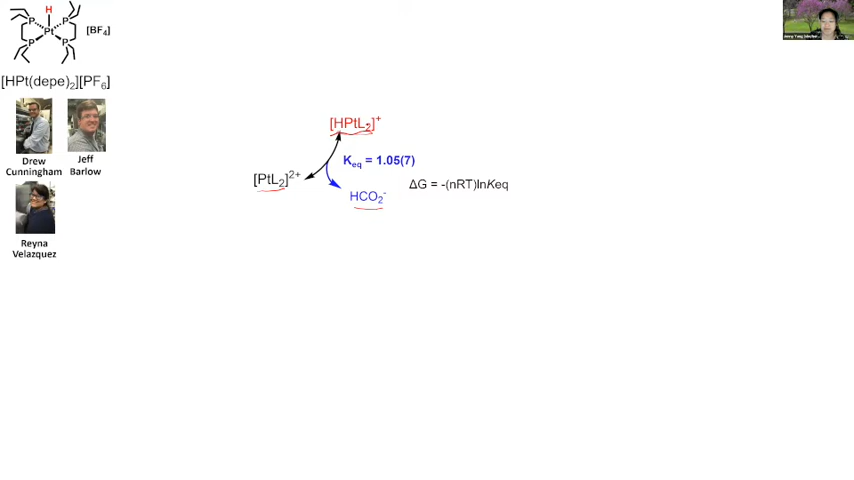 H
P
P
Pt
P
P
[BF4]
[HPt(depe)2][PF6]
Drew
Cunningham
Jeff
Barlow
Reyna
Velazquez
[HPtL2]+
Keq = 1.05(7)
[PtL2]2+
ΔG = -(nRT)lnKeq
HCO2-